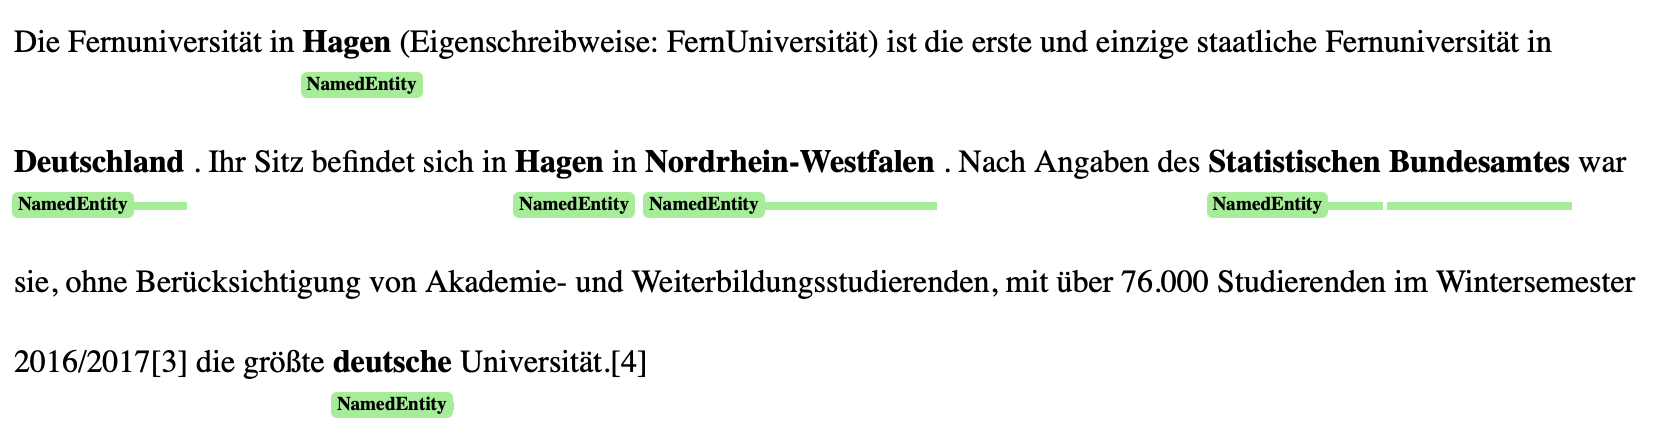 Die Fernuniversität in Hagen (Eigenschreibweise: FernUniversität) ist die erste und einzige staatliche Fernuniversität in
NamedEntity
Deutschland . Ihr Sitz befindet sich in Hagen in Nordrhein-Westfalen . Nach Angaben des Statistischen Bundesamtes war
NamedEntity NamedEntity NamedEntity NamedEntity
sie, ohne Berücksichtigung von Akademie- und Weiterbildungsstudierenden, mit über 76.000 Studierenden im Wintersemester
2016/2017[3] die größte deutsche Universität.[4]
NamedEntity